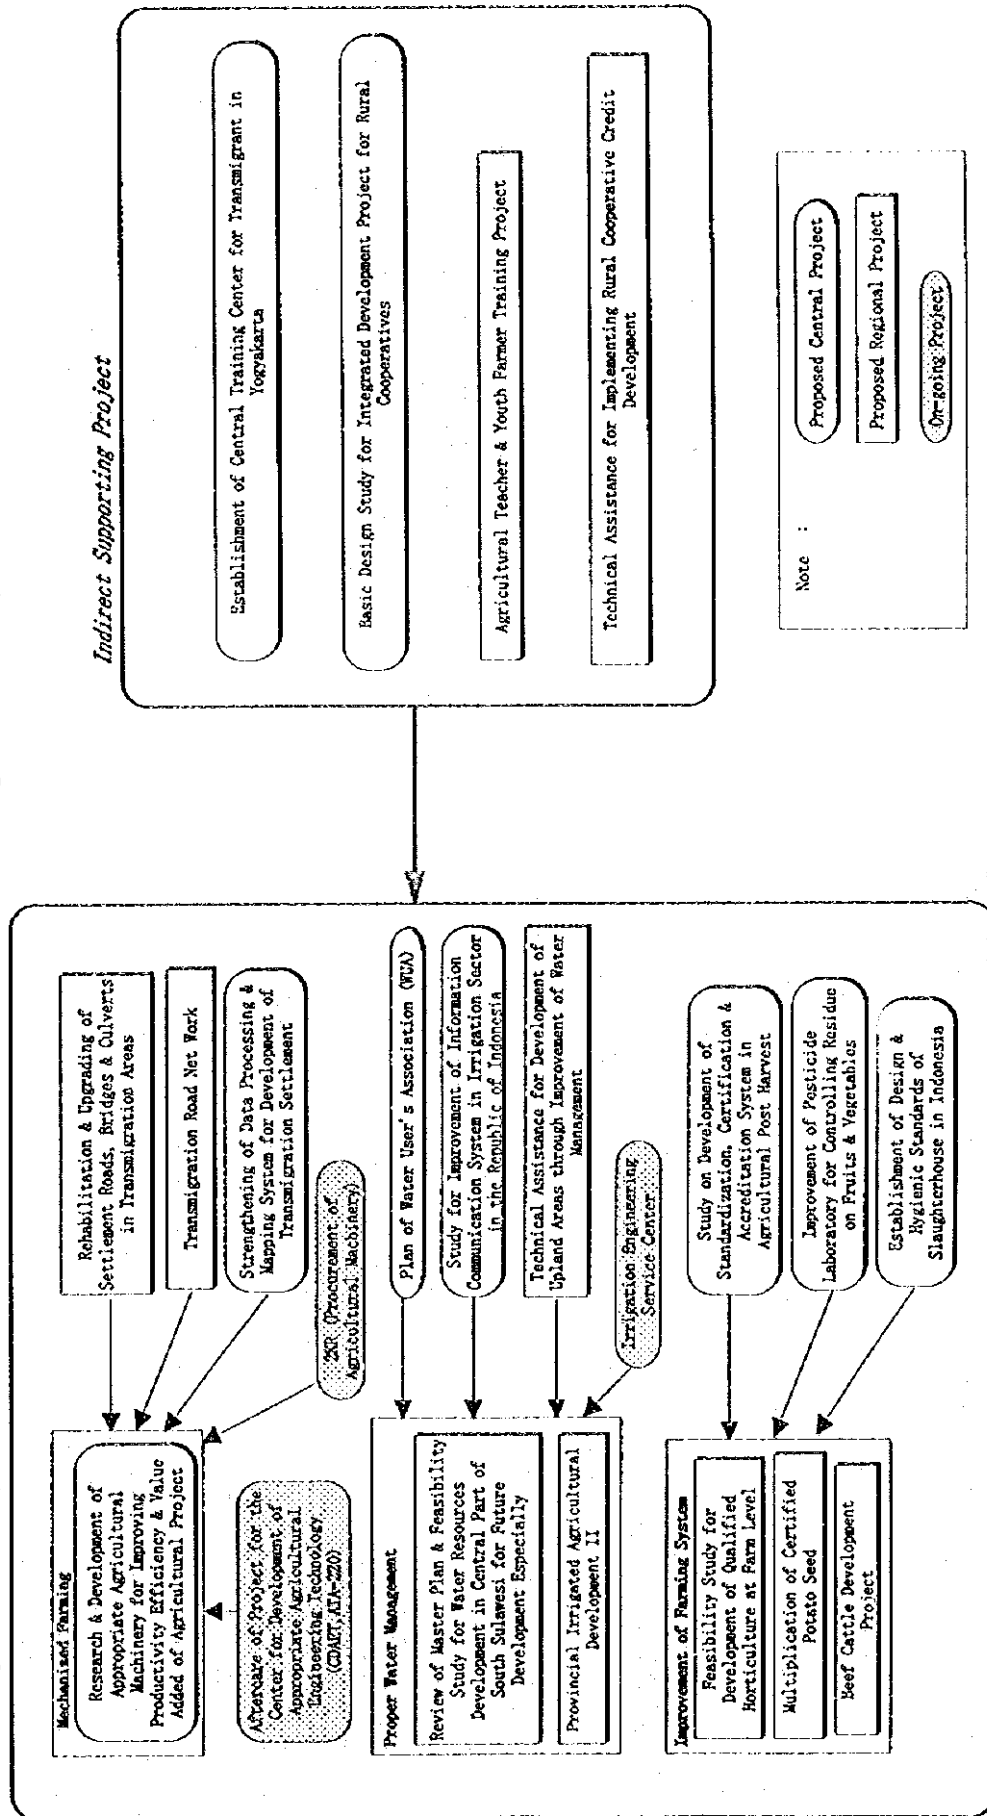 Mechanized Farming
Research & Development of
Appropriate Agricultural
Machinery for Improving
Productivity Efficiency & Value
Added of Agricultural Project
Aftercare of Project for the
Center for Development of
Appropriate Agricultural
Engineering Technology
(CDAET, ATA-220)
Rehabilitation & Upgrading of
Settlement Roads, Bridges & Culverts
in Transmigration Areas
Transmigration Road Net Work
Strengthening of Data Processing &
Mapping System for Development of
Transmigration Settlement
2KR (Procurement of
Agricultural Machinery)
Proper Water Management
Review of Master Plan & Feasibility
Study for Water Resources
Development in Central Part of
South Sulawesi for Future
Development Especially
Provincial Irrigated Agricultural
Development II
Plan of Water User's Association (WUA)
Study for Improvement of Information
Communication System in Irrigation Sector
in the Republic of Indonesia
Technical Assistance for Development of
Upland Areas through Improvement of Water
Management
Irrigation Engineering
Service Center
Improvement of Farming System
Feasibility Study for
Development of Qualified
Horticulture at Farm Level
Multiplication of Certified
Potato Seed
Beef Cattle Development
Project
Study on Development of
Standardization, Certification &
Accreditation System in
Agricultural Post Harvest
Improvement of Pesticide
Laboratory for Controlling Residue
on Fruits & Vegetables
Establishment of Design &
Hygienic Standards of
Slaugherhouse in Indonesia
Indirect Supporting Project
Establishment of Central Training Center for Transmigrant in
Yogyakarta
Basic Design Study for Integrated Development Project for Rural
Cooperatives
Agricultural Teacher & Youth Farmer Training Project
Technical Assistance for Implementing Rural Cooperative Credit
Development
Note :
Proposed Central Project
Proposed Regional Project
On-going Project